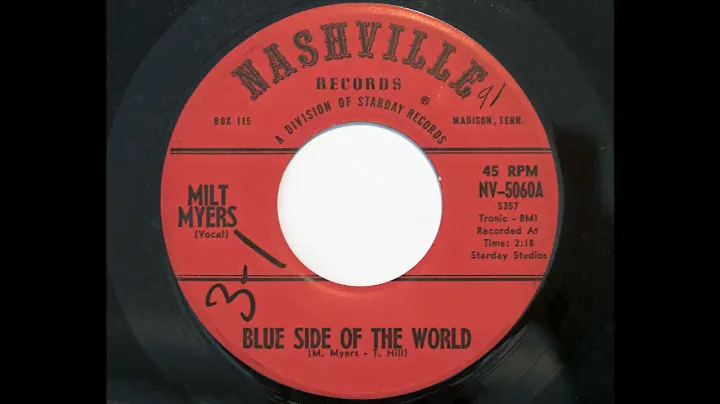 NASHVILLE
RECORDS
®
A DIVISION OF STARDAY RECORDS
BOX 115
MADISON, TENN.
91
MILT
MYERS
(Vocal)
45 RPM
NV-5060A
5357
Tronic - BMI
Recorded At
Time: 2:18
Starday Studios
3-1
BLUE SIDE OF THE WORLD
(M. Myers - T. Hill)